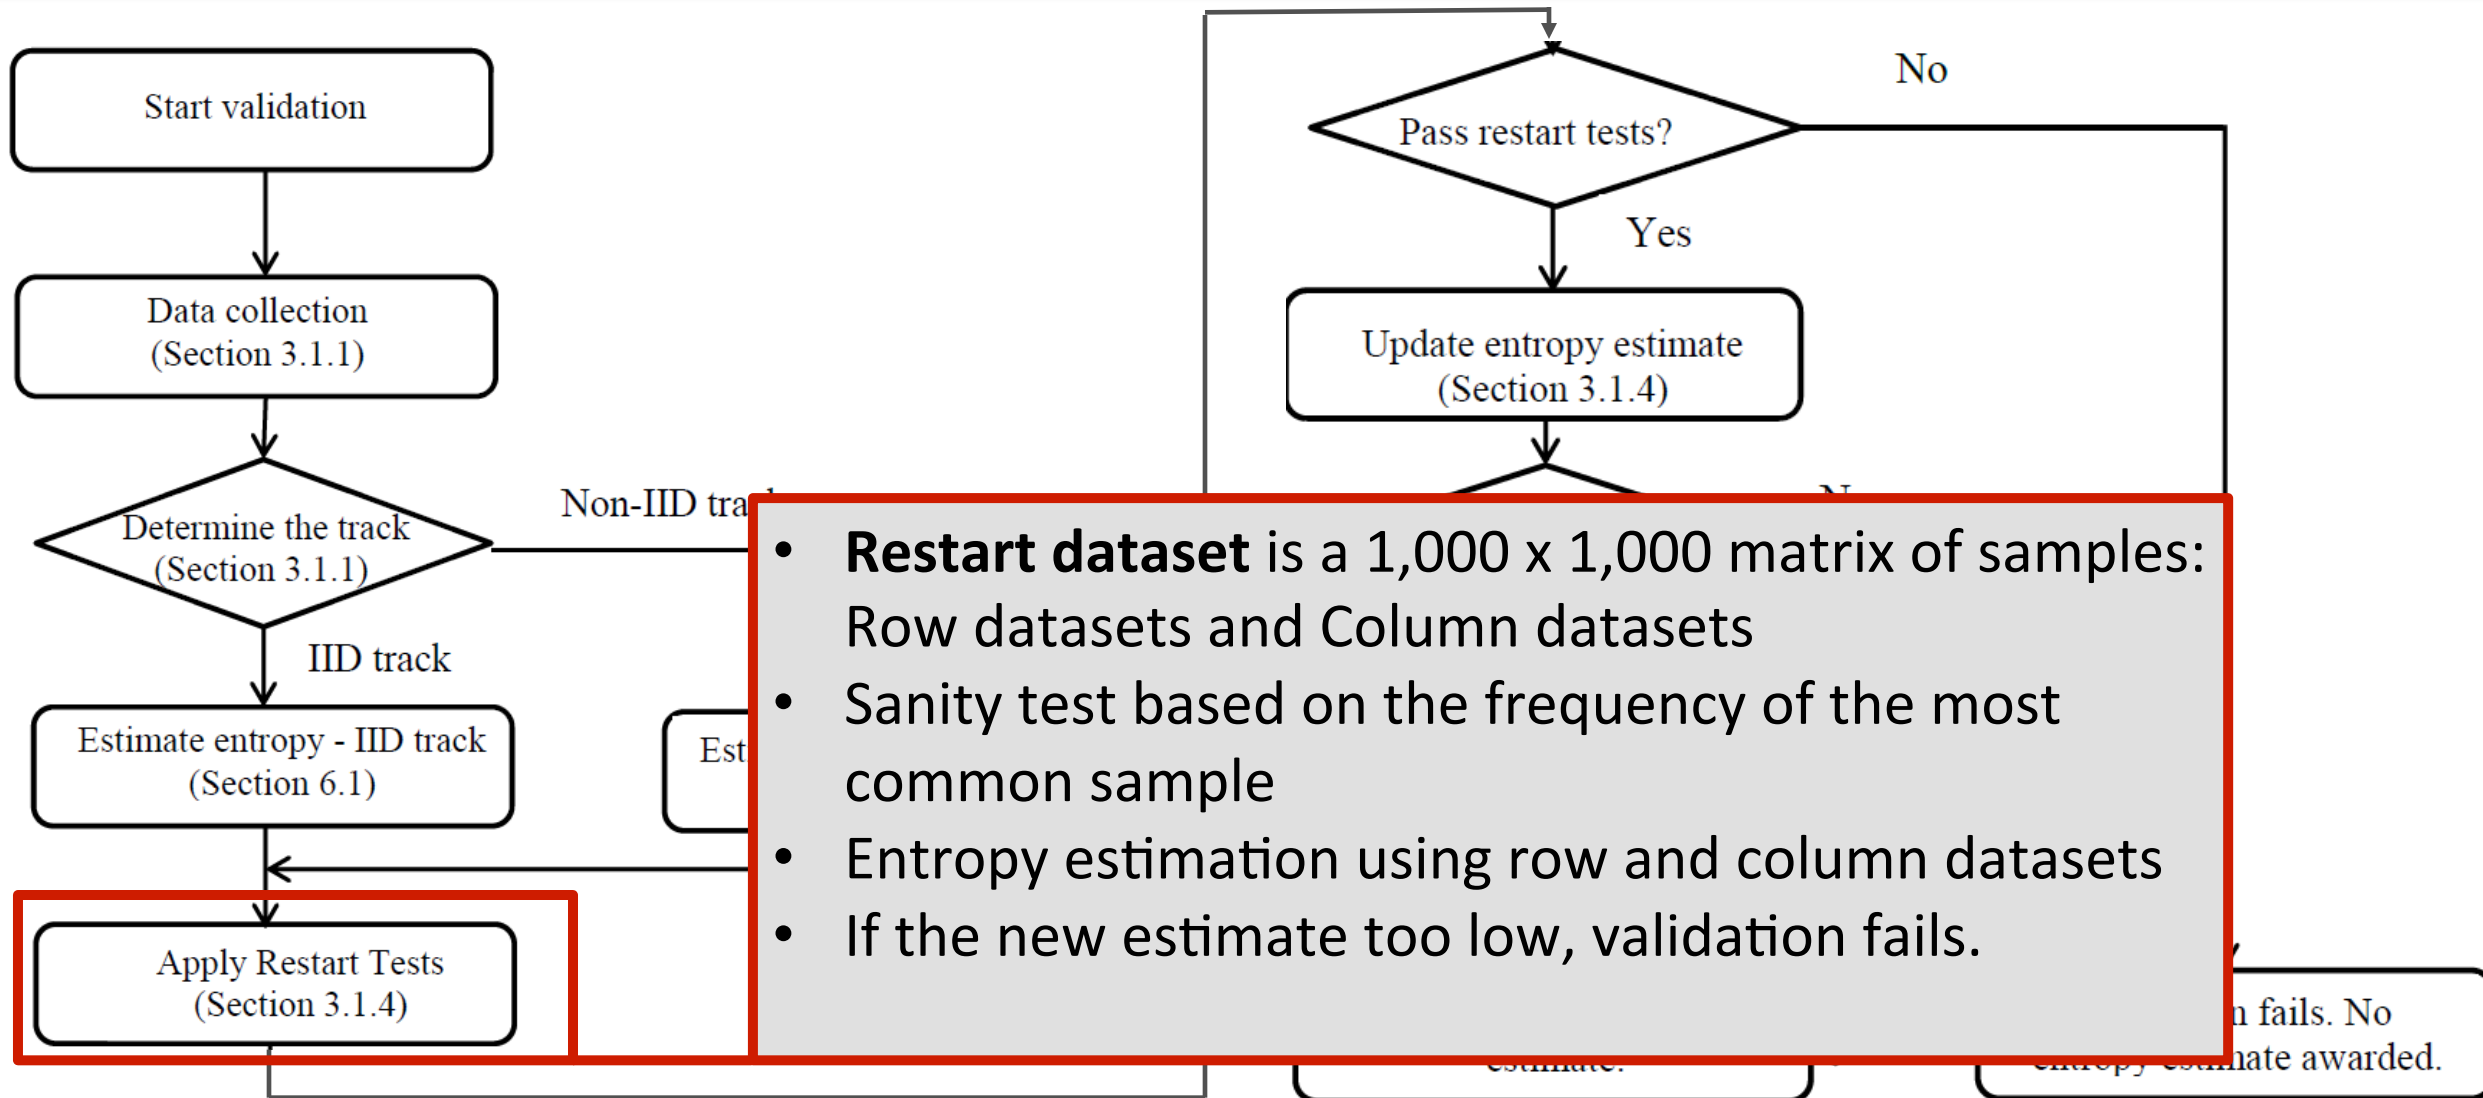 Start validation
Data collection
(Section 3.1.1)
Determine the track
(Section 3.1.1)
Non-IID
IID track
Estimate entropy - IID track
(Section 6.1)
Apply Restart Tests
(Section 3.1.4)
Pass restart tests?
No
Yes
Update entropy estimate
(Section 3.1.4)
• Restart dataset is a 1,000 x 1,000 matrix of samples:
Row datasets and Column datasets
• Sanity test based on the frequency of the most
common sample
• Entropy estimation using row and column datasets
• If the new estimate too low, validation fails.
fails. No
entropy estimate awarded.